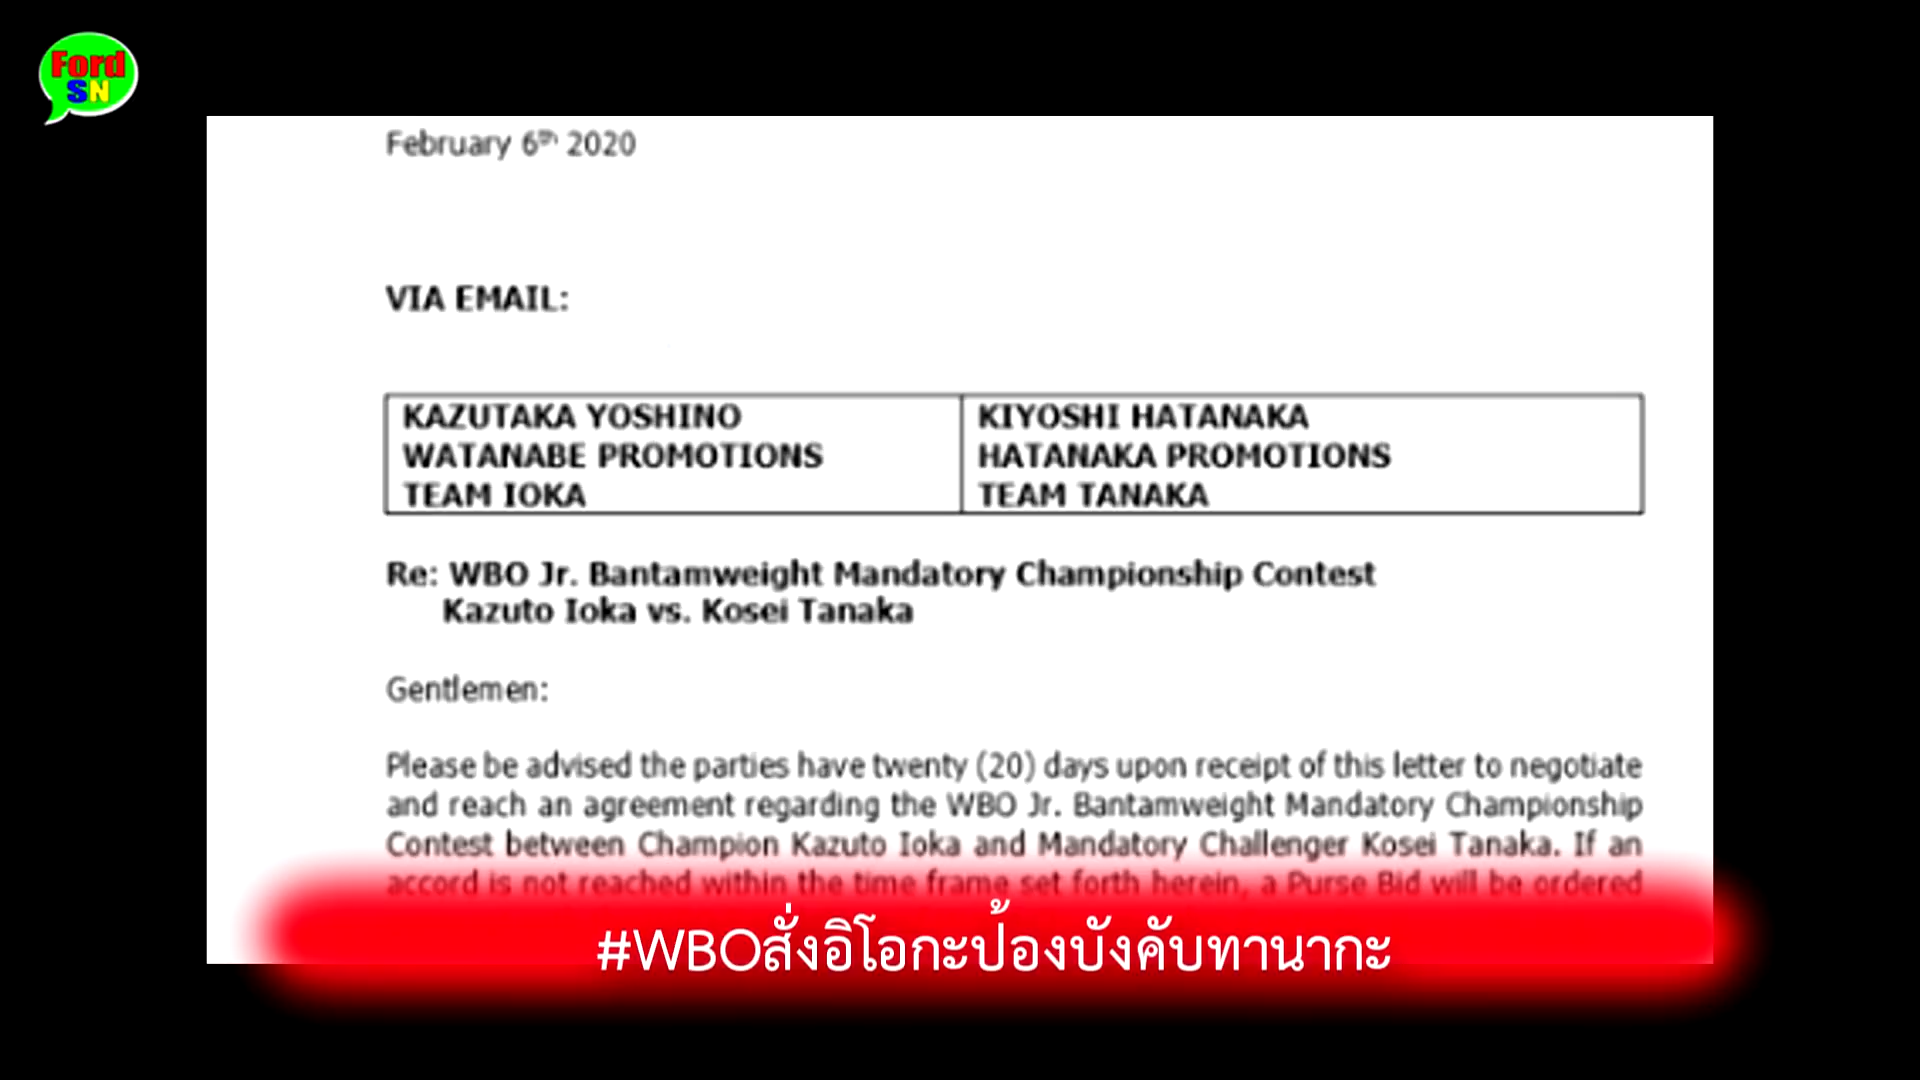 Ford
SN
February 6th 2020
VIA EMAIL:
KAZUTAKA YOSHINO
WATANABE PROMOTIONS
TEAM IOKA
KIYOSHI HATANAKA
HATANAKA PROMOTIONS
TEAM TANAKA
Re: WBO Jr. Bantamweight Mandatory Championship Contest
Kazuto Ioka vs. Kosei Tanaka
Gentlemen:
Please be advised the parties have twenty (20) days upon receipt of this letter to negotiate
and reach an agreement regarding the WBO Jr. Bantamweight Mandatory Championship
Contest between Champion Kazuto Ioka and Mandatory Challenger Kosei Tanaka. If an
accord is not reached within the time frame set forth herein, a Purse Bid will be ordered
#WBOสั่งอิโอกะป้องบังคับทานากะ